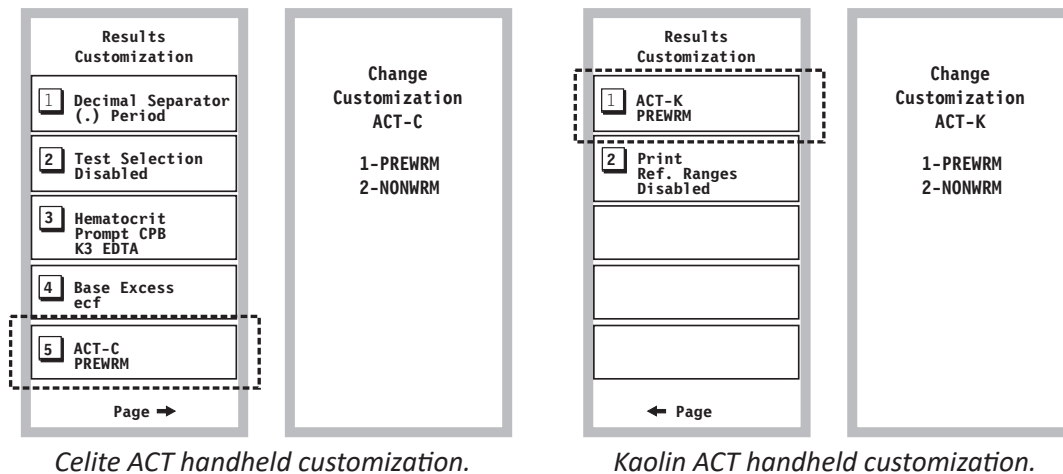 Results
Customization
1 Decimal Separator
(.) Period
2 Test Selection
Disabled
3 Hematocrit
Prompt CPB
K3 EDTA
4 Base Excess
ecf
5 ACT-C
PREWRM
Page →
Change
Customization
ACT-C
1-PREWRM
2-NONWRM
Celite ACT handheld customization.
Results
Customization
1 ACT-K
PREWRM
2 Print
Ref. Ranges
Disabled
← Page
Change
Customization
ACT-K
1-PREWRM
2-NONWRM
Kaolin ACT handheld customization.